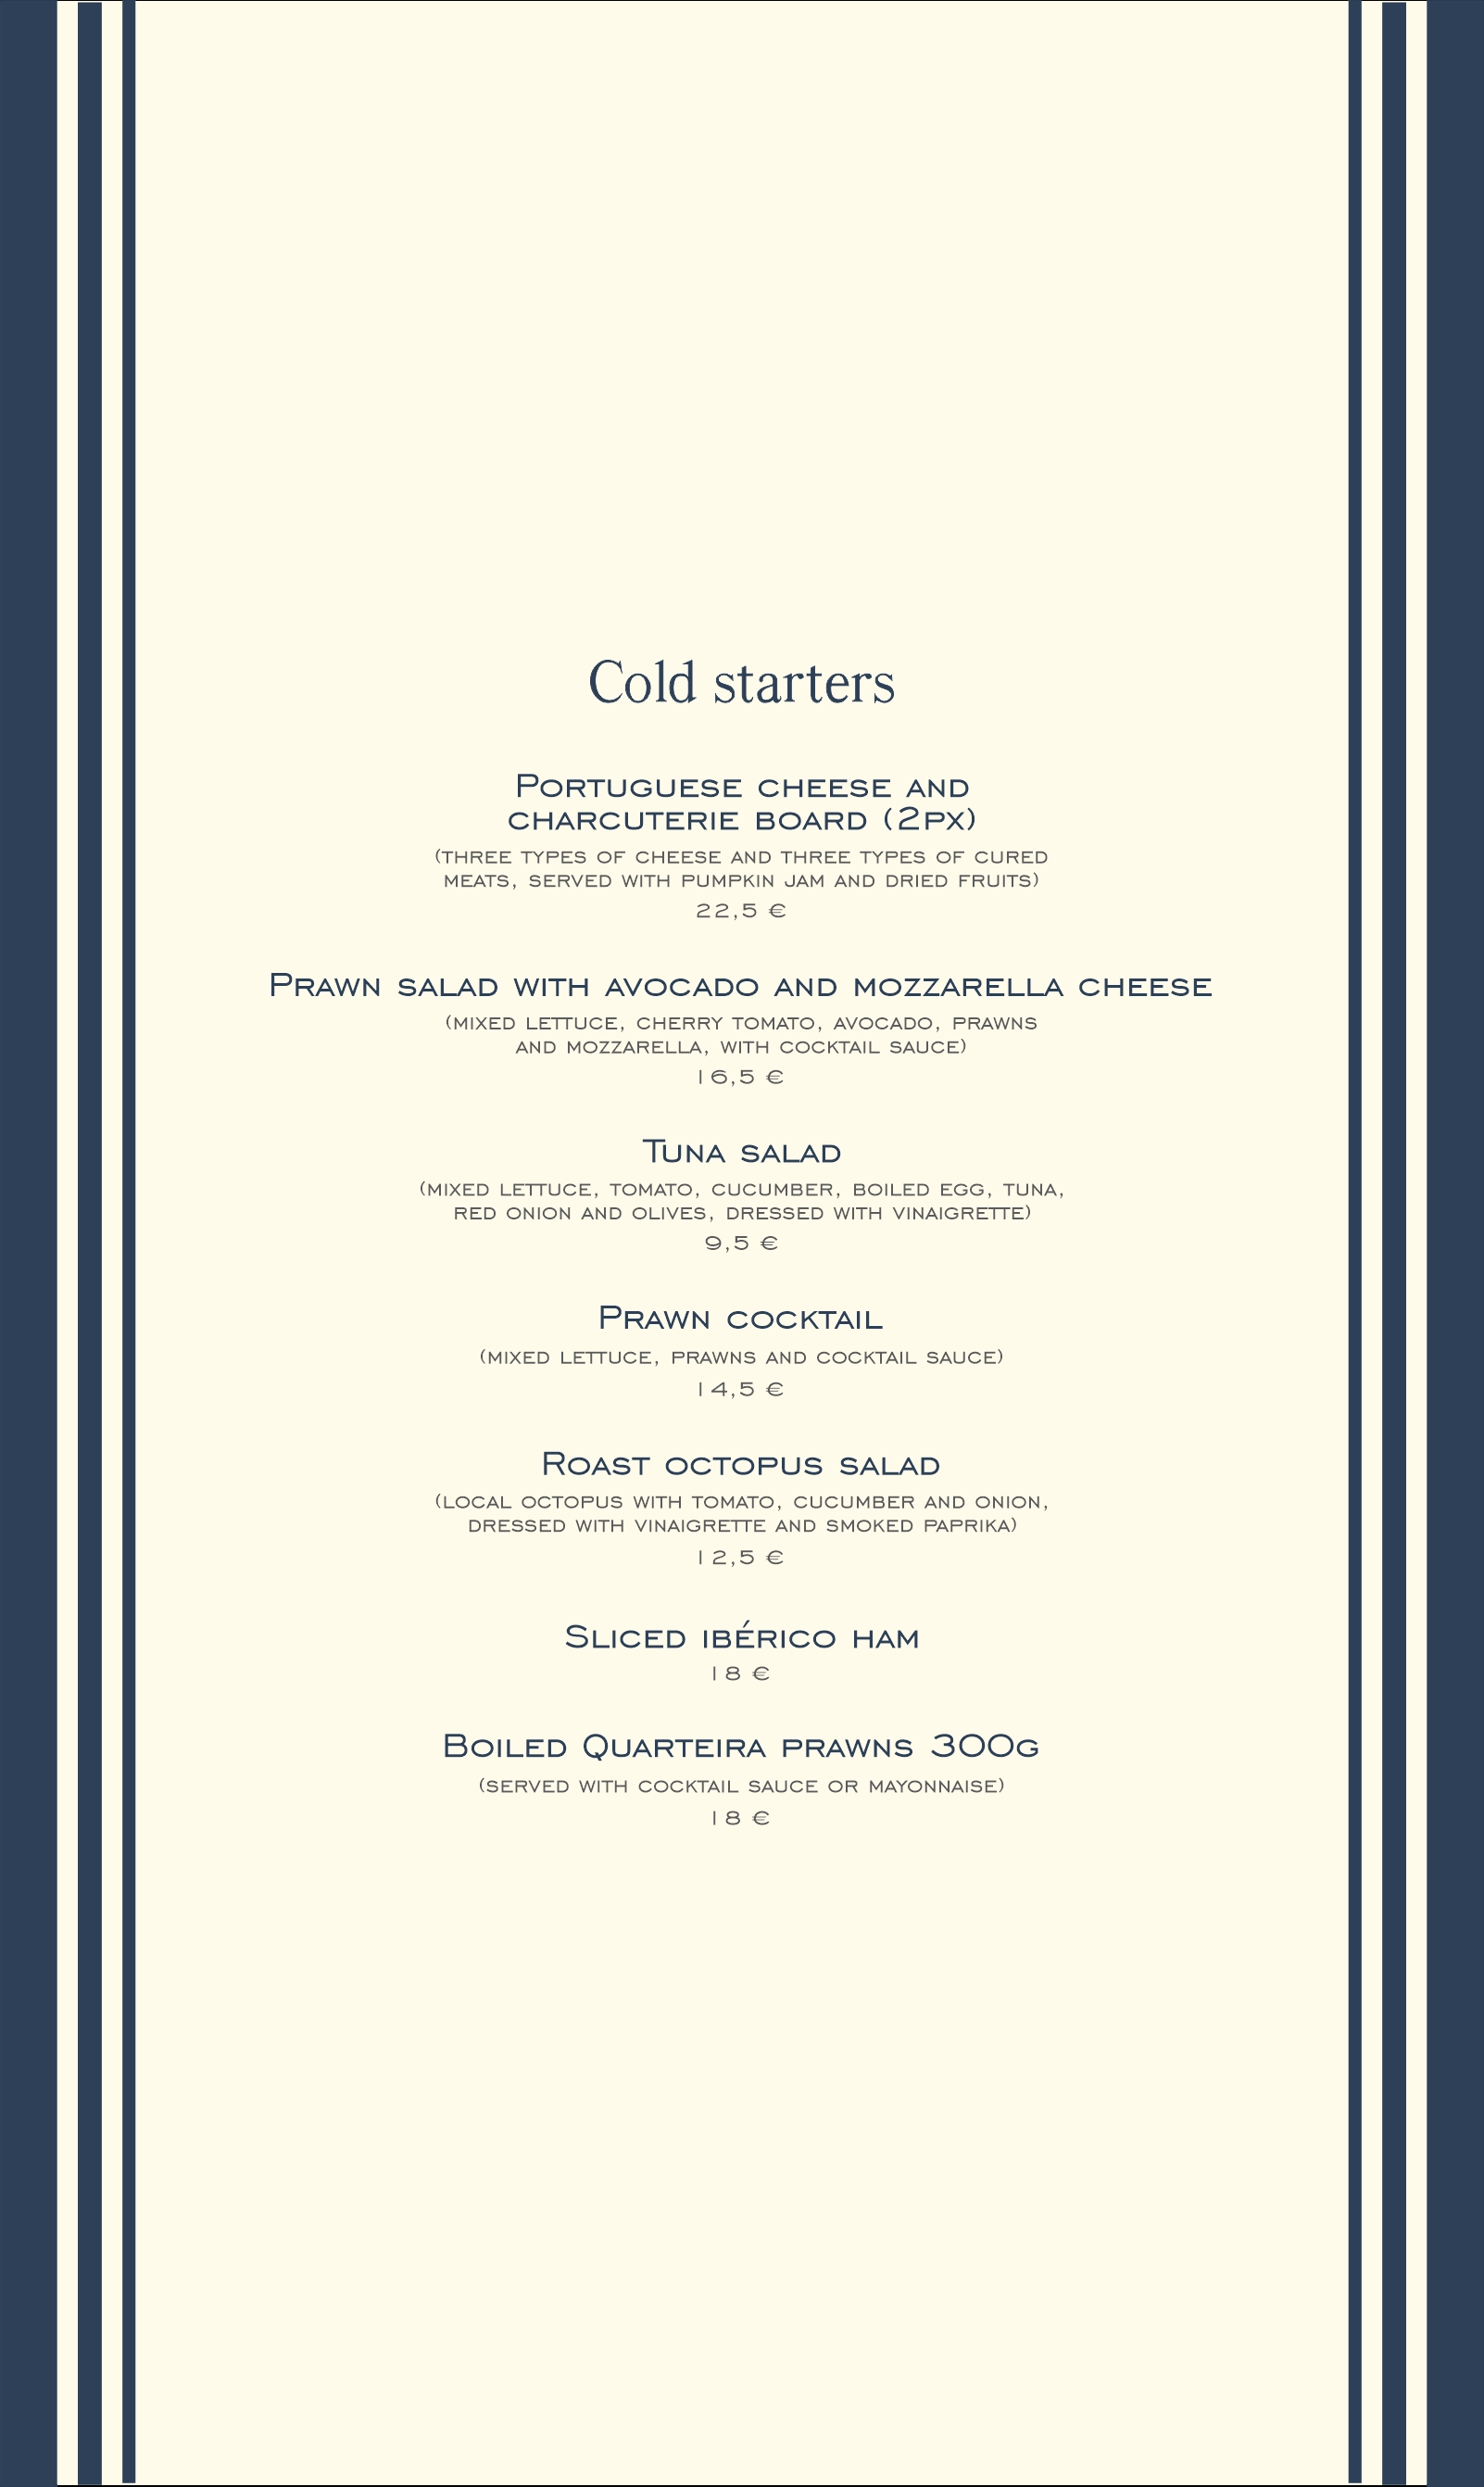 Cold starters
Portuguese cheese and
charcuterie board (2px)
(three types of cheese and three types of cured
meats, served with pumpkin jam and dried fruits)
22,5 €
Prawn salad with avocado and mozzarella cheese
(mixed lettuce, cherry tomato, avocado, prawns
and mozzarella, with cocktail sauce)
16,5 €
Tuna salad
(mixed lettuce, tomato, cucumber, boiled egg, tuna,
red onion and olives, dressed with vinaigrette)
9,5 €
Prawn cocktail
(mixed lettuce, prawns and cocktail sauce)
14,5 €
Roast octopus salad
(local octopus with tomato, cucumber and onion,
dressed with vinaigrette and smoked paprika)
12,5 €
Sliced ibérico ham
18 €
Boiled Quarteira prawns 300g
(served with cocktail sauce or mayonnaise)
18 €